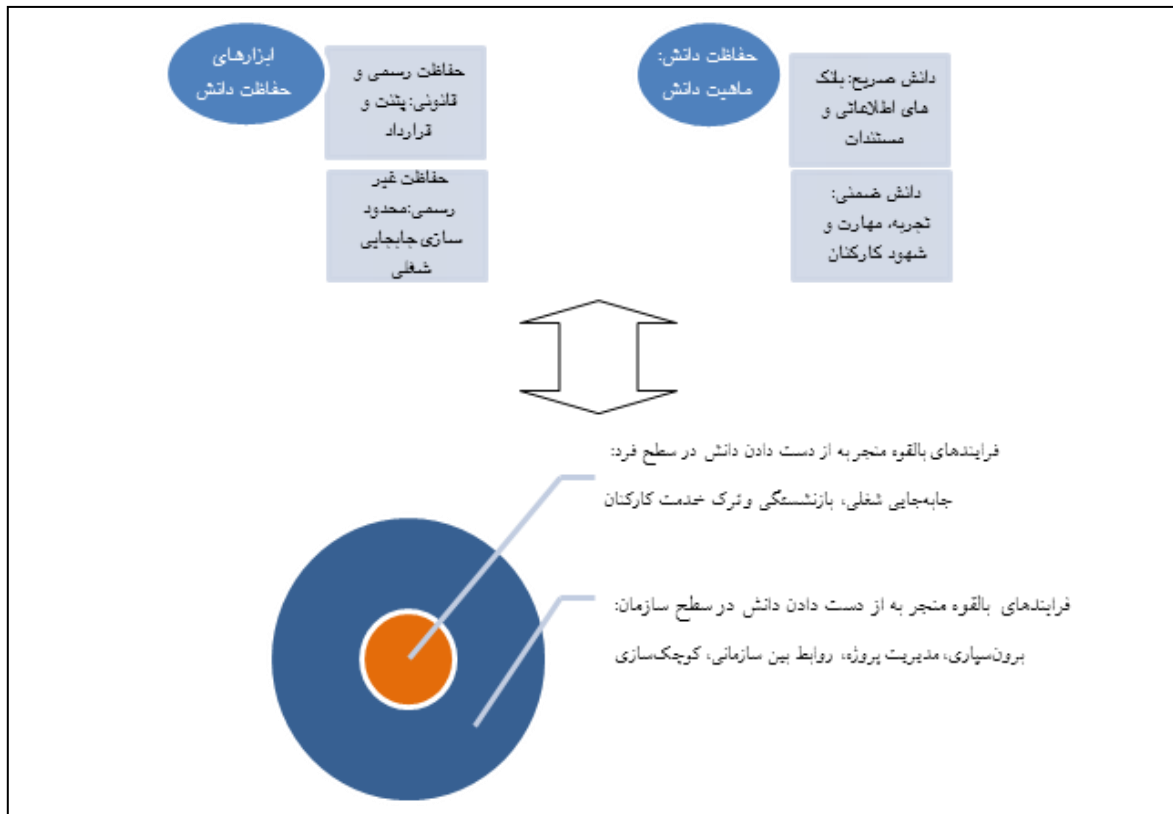 حفاظت دانش:
ماهیت دانش
دانش صریح: بانک
های اطلاعاتی و
مستندات
دانش ضمنی:
تجربه، مهارت و
شهود کارکنان
ابزارهای
حفاظت دانش
حفاظت رسمی و
قانونی: پتنت و
قرارداد
حفاظت غیر
رسمی:محدود
سازی جابجایی
شغلی
فرایندهای بالقوه منجر به از دست دادن دانش در سطح فرد:
جابه‌جایی شغلی، بازنشستگی و ترک خدمت کارکنان
فرایندهای بالقوه منجر به از دست دادن دانش در سطح سازمان:
برون‌سپاری، مدیریت پروژه، روابط بین سازمانی، کوچک‌سازی